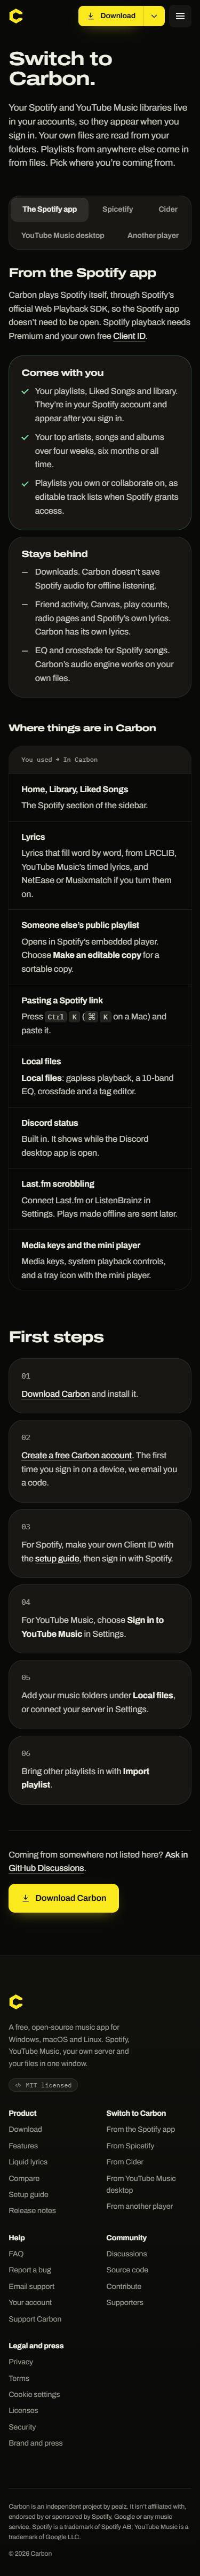 Download
Switch to
Carbon.
Your Spotify and YouTube Music libraries live
in your accounts, so they appear when you
sign in. Your own files are read from your
folders. Playlists from anywhere else come in
from files. Pick where you're coming from.
The Spotify app
Spicetify
Cider
YouTube Music desktop
Another player
From the Spotify app
Carbon plays Spotify itself, through Spotify's
official Web Playback SDK, so the Spotify app
doesn't need to be open. Spotify playback needs
Premium and your own free Client ID.
Comes with you
Your playlists, Liked Songs and library.
They're in your Spotify account and
appear after you sign in.
Your top artists, songs and albums
over four weeks, six months or all
time.
Playlists you own or collaborate on, as
editable track lists when Spotify grants
access.
Stays behind
Downloads. Carbon doesn't save
Spotify audio for offline listening.
Friend activity, Canvas, play counts,
radio pages and Spotify's own lyrics.
Carbon has its own lyrics.
EQ and crossfade for Spotify songs.
Carbon's audio engine works on your
own files.
Where things are in Carbon
You used → In Carbon
Home, Library, Liked Songs
The Spotify section of the sidebar.
Lyrics
Lyrics that fill word by word, from LRCLIB,
YouTube Music's timed lyrics, and
NetEase or Musixmatch if you turn them
on.
Someone else's public playlist
Opens in Spotify's embedded player.
Choose Make an editable copy for a
sortable copy.
Pasting a Spotify link
Press Ctrl K (⌘ K on a Mac) and
paste it.
Local files
Local files: gapless playback, a 10-band
EQ, crossfade and a tag editor.
Discord status
Built in. It shows while the Discord
desktop app is open.
Last.fm scrobbling
Connect Last.fm or ListenBrainz in
Settings. Plays made offline are sent later.
Media keys and the mini player
Media keys, system playback controls,
and a tray icon with the mini player.
First steps
01
Download Carbon and install it.
02
Create a free Carbon account. The first
time you sign in on a device, we email you
a code.
03
For Spotify, make your own Client ID with
the setup guide, then sign in with Spotify.
04
For YouTube Music, choose Sign in to
YouTube Music in Settings.
05
Add your music folders under Local files,
or connect your server in Settings.
06
Bring other playlists in with Import
playlist.
Coming from somewhere not listed here? Ask in
GitHub Discussions.
Download Carbon
A free, open-source music app for
Windows, macOS and Linux. Spotify,
YouTube Music, your own server and
your files in one window.
MIT licensed
Product
Download
Features
Liquid lyrics
Compare
Setup guide
Release notes
Switch to Carbon
From the Spotify app
From Spicetify
From Cider
From YouTube Music
desktop
From another player
Help
FAQ
Report a bug
Email support
Your account
Support Carbon
Community
Discussions
Source code
Contribute
Supporters
Legal and press
Privacy
Terms
Cookie settings
Licenses
Security
Brand and press
Carbon is an independent project by pealz. It isn't affiliated with,
endorsed by or sponsored by Spotify, Google or any music
service. Spotify is a trademark of Spotify AB; YouTube Music is a
trademark of Google LLC.
© 2026 Carbon